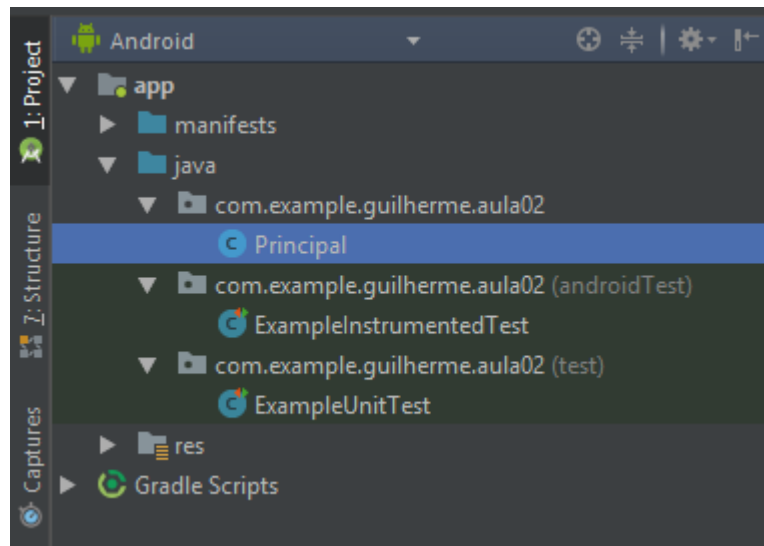 Android
app
manifests
java
com.example.guilherme.aula02
Principal
com.example.guilherme.aula02 (androidTest)
ExampleInstrumentedTest
com.example.guilherme.aula02 (test)
ExampleUnitTest
res
Gradle Scripts
1: Project
7: Structure
Captures